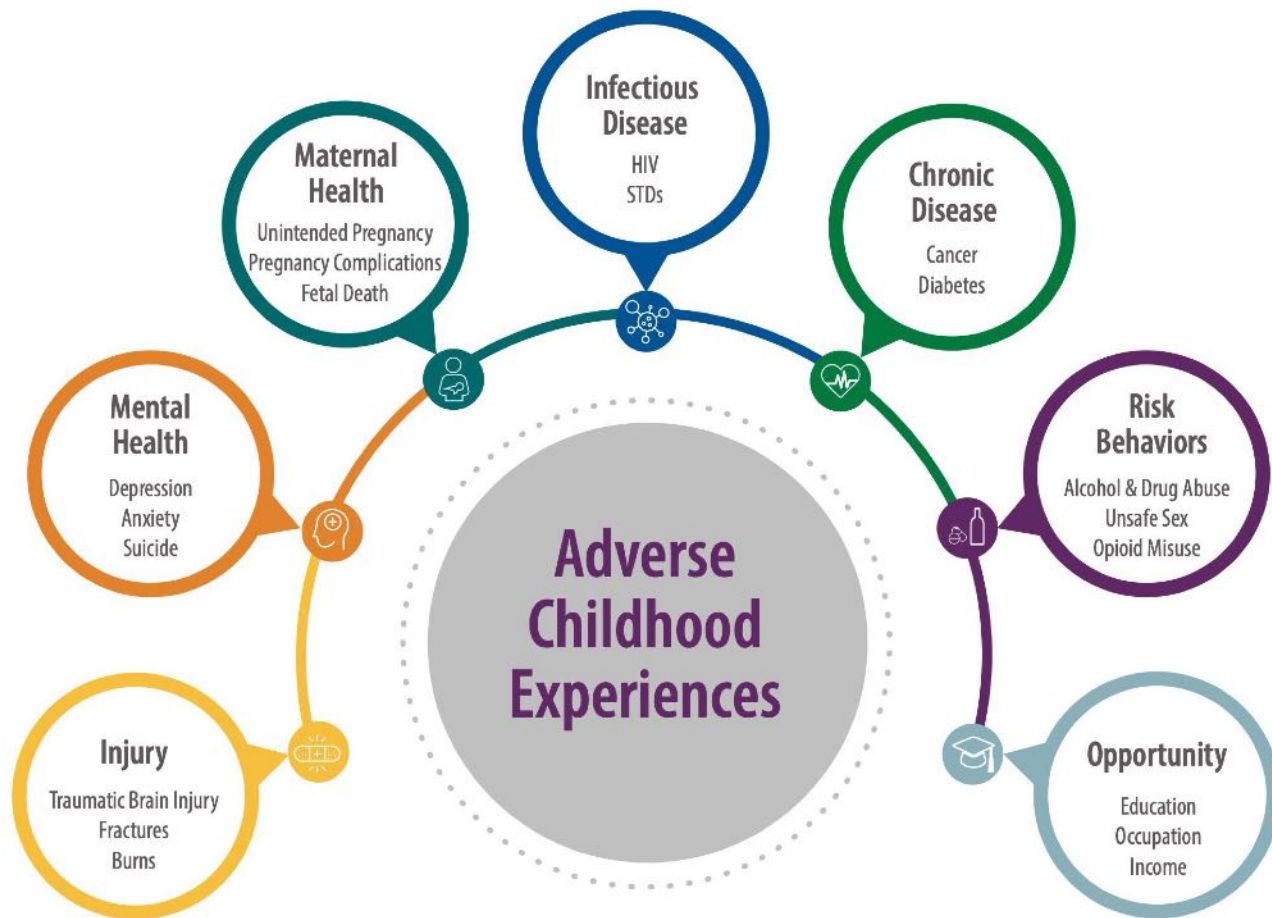 Infectious
Disease
HIV
STDs
Maternal
Health
Unintended Pregnancy
Pregnancy Complications
Fetal Death
Chronic
Disease
Cancer
Diabetes
Mental
Health
Depression
Anxiety
Suicide
Risk
Behaviors
Alcohol & Drug Abuse
Unsafe Sex
Opioid Misuse
Adverse
Childhood
Experiences
Injury
Traumatic Brain Injury
Fractures
Burns
Opportunity
Education
Occupation
Income